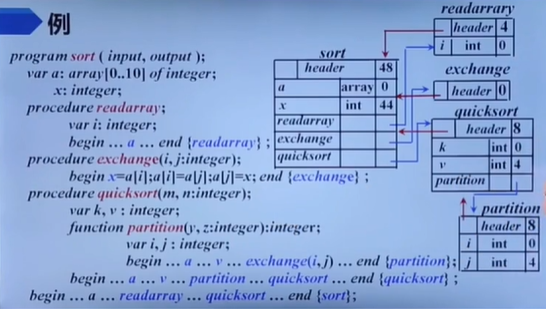 例
program sort ( input, output );
var a: array[0..10] of integer;
x: integer;
procedure readarray;
var i: integer;
begin … a … end {readarray} ;
procedure exchange(i, j:integer);
begin x=a[i];a[i]=a[j];a[j]=x; end {exchange} ;
procedure quicksort(m, n:integer);
var k, v : integer;
function partition(y, z:integer):integer;
var i, j : integer;
begin … a … v … exchange(i,j) … end {partition};
begin … a … v … partition … quicksort … end {quicksort} ;
begin … a … readarray … quicksort … end {sort};
sort
header 48
a array 0
x int 44
readarray
exchange
quicksort
readarrary
header 4
i int 0
exchange
header 0
quicksort
header 8
k int 0
v int 4
partition
partition
header 8
i int 0
j int 4